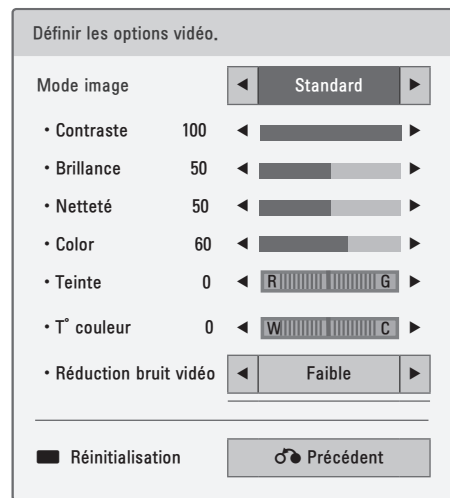 Définir les options vidéo.
Mode image ◄ Standard ►
• Contraste 100 ◄ ►
• Brillance 50 ◄ ►
• Netteté 50 ◄ ►
• Color 60 ◄ ►
• Teinte 0 ◄ R G ►
• T° couleur 0 ◄ W C ►
• Réduction bruit vidéo ◄ Faible ►
Réinitialisation Précédent